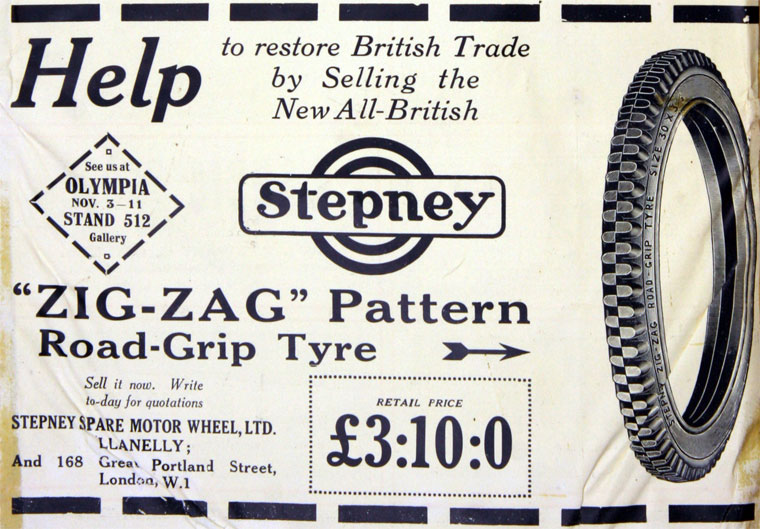 Help
to restore British Trade
by Selling the
New All-British
See us at
OLYMPIA
NOV. 3-11
STAND 512
Gallery
Stepney
"ZIG-ZAG" Pattern
Road-Grip Tyre
Sell it now. Write
to-day for quotations
STEPNEY SPARE MOTOR WHEEL, LTD.
LLANELLY;
And 168 Great Portland Street,
London, W.1
RETAIL PRICE
£3:10:0
STEPNEY ZIG-ZAG ROAD-GRIP TYRE SIZE 30 X